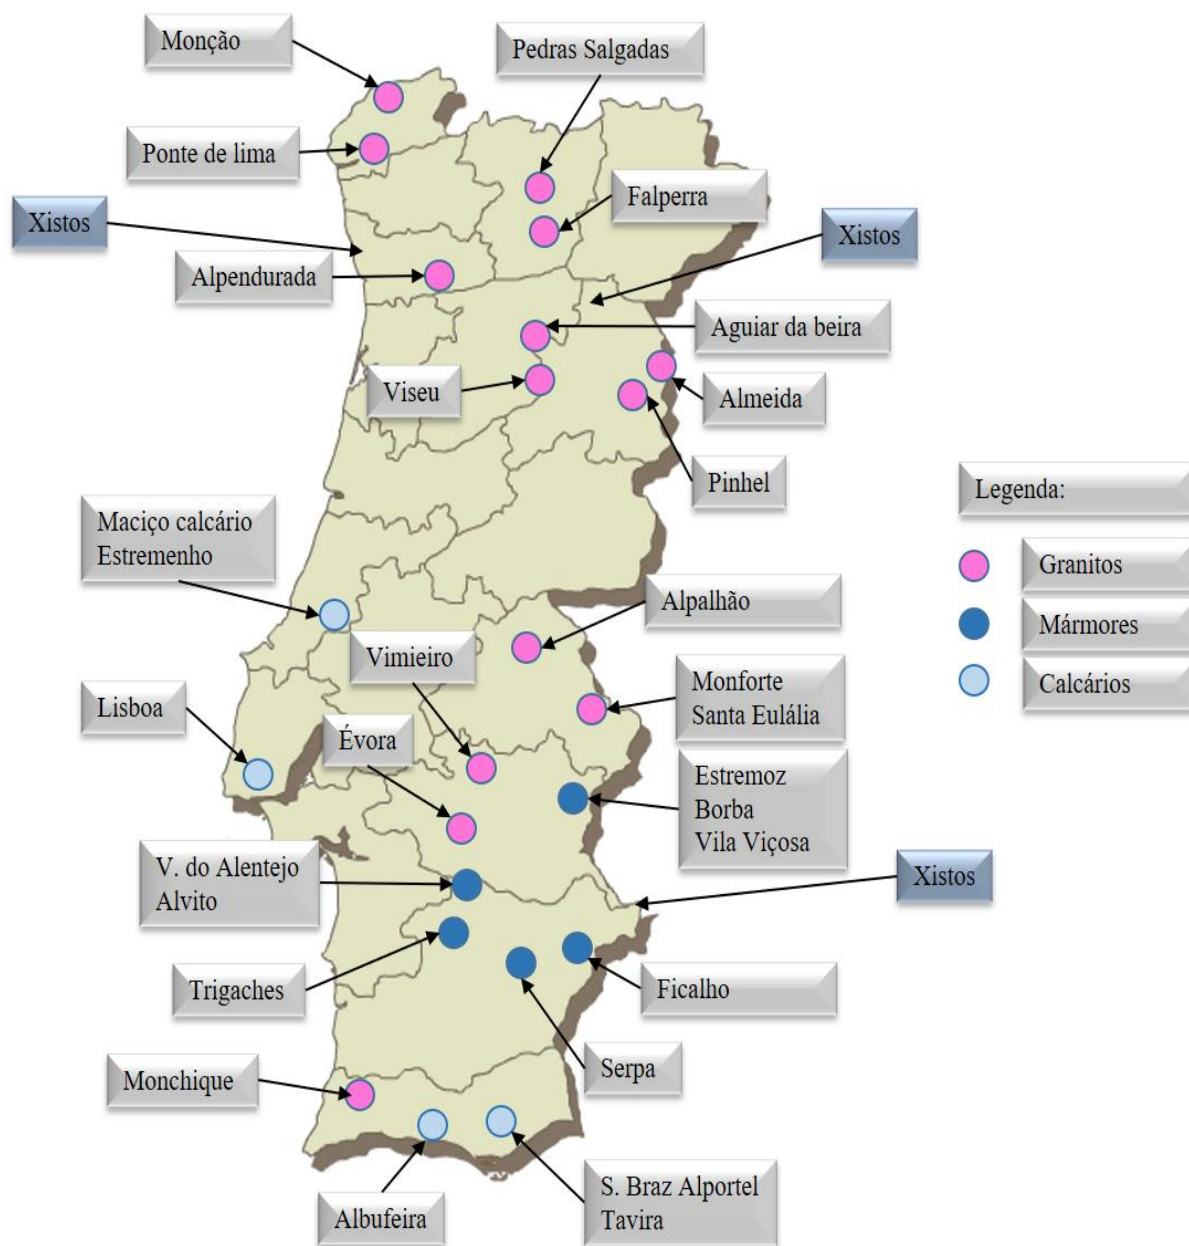 Monção
Pedras Salgadas
Ponte de lima
Falperra
Xistos
Xistos
Alpendurada
Aguiar da beira
Viseu
Almeida
Pinhel
Legenda:
Granitos
Mármores
Calcários
Maciço calcário
Estremenho
Alpalhão
Vimieiro
Monforte
Santa Eulália
Lisboa
Évora
Estremoz
Borba
Vila Viçosa
V. do Alentejo
Alvito
Xistos
Trigaches
Ficalho
Serpa
Monchique
S. Braz Alportel
Tavira
Albufeira